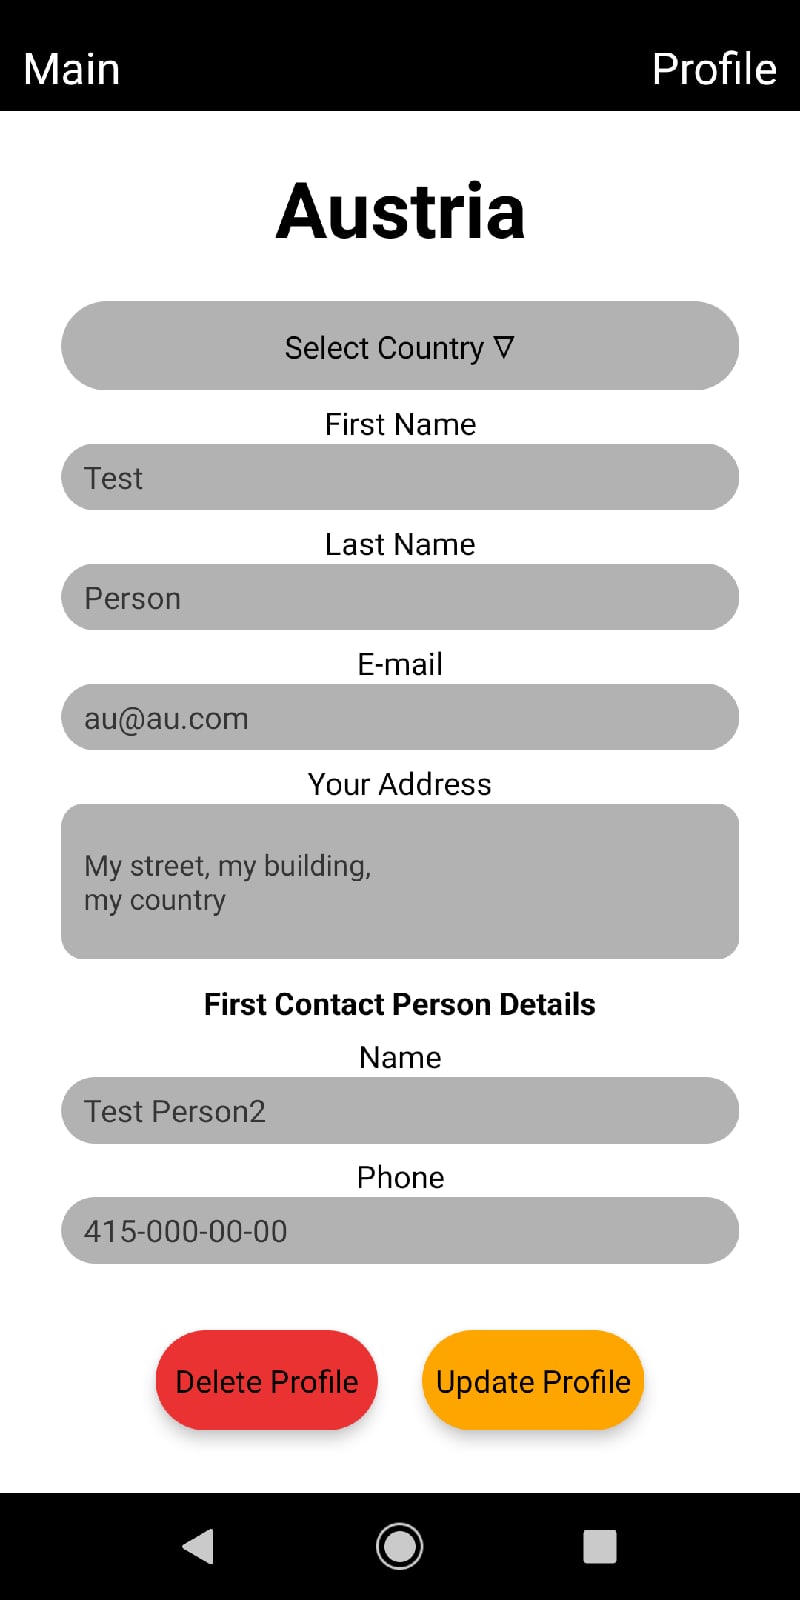 Main
Profile
Austria
Select Country ∇
First Name
Test
Last Name
Person
E-mail
au@au.com
Your Address
My street, my building,
my country
First Contact Person Details
Name
Test Person2
Phone
415-000-00-00
Delete Profile
Update Profile